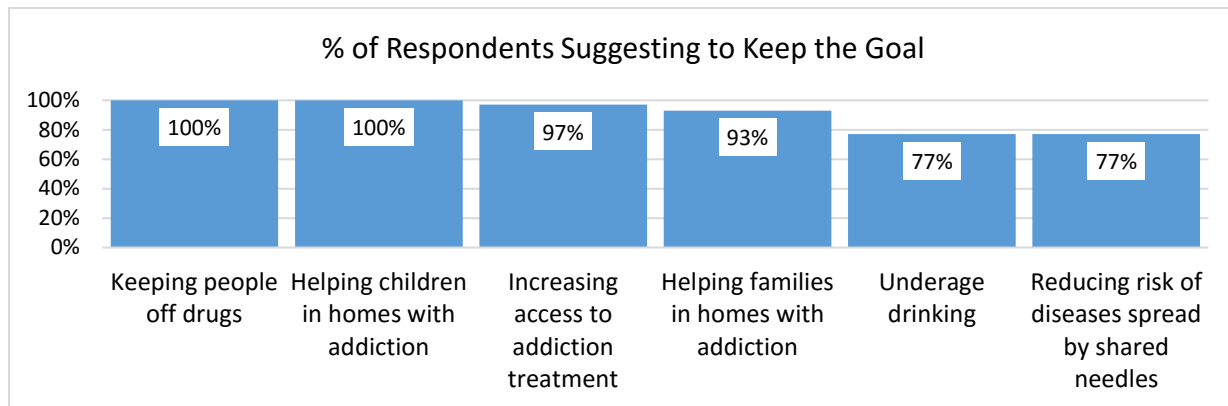 % of Respondents Suggesting to Keep the Goal
100%
80%
60%
40%
20%
0%
100%
100%
97%
93%
77%
77%
Keeping people
off drugs
Helping children
in homes with
addiction
Increasing
access to
addiction
treatment
Helping families
in homes with
addiction
Underage
drinking
Reducing risk of
diseases spread
by shared
needles